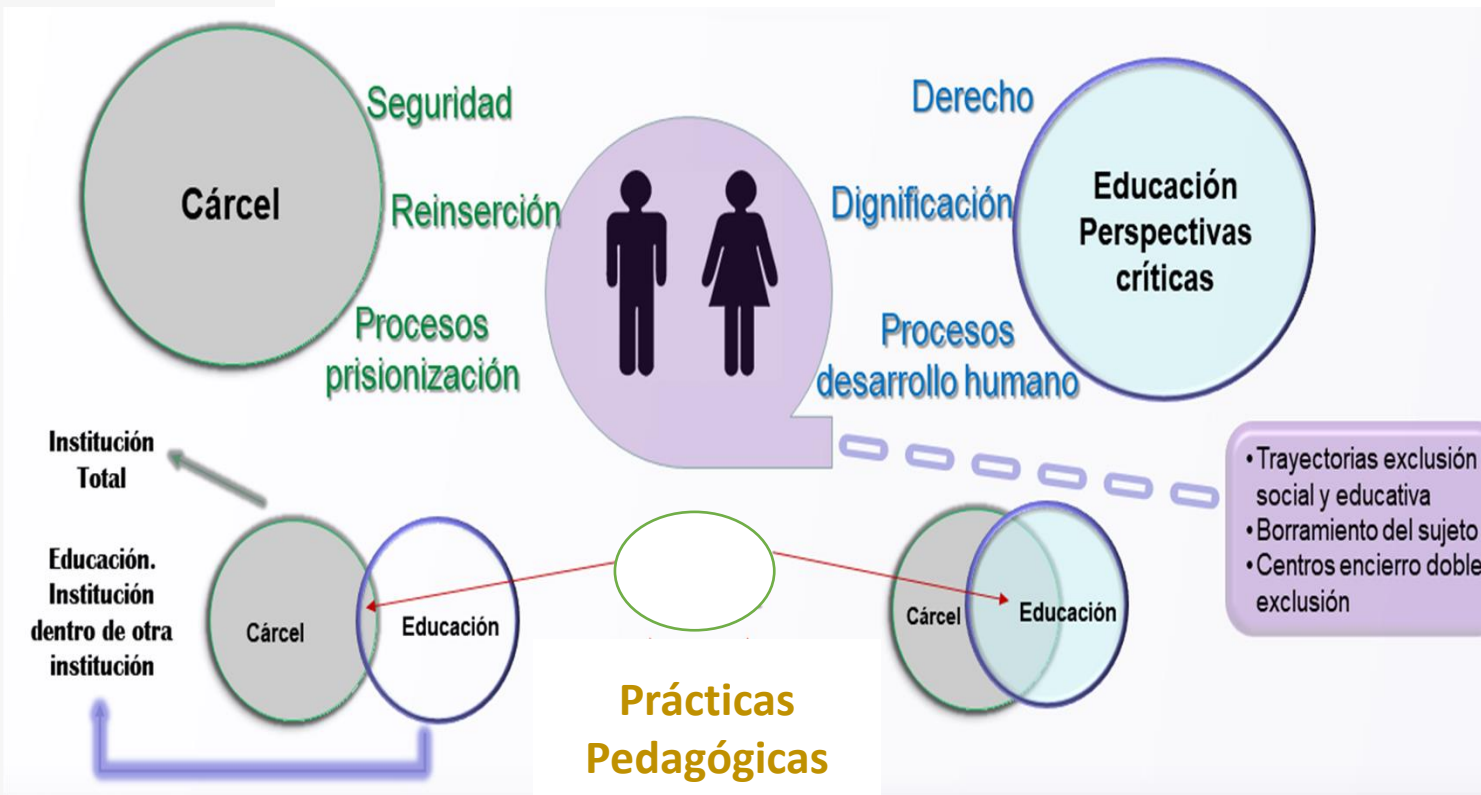 Cárcel
Seguridad
Reinserción
Procesos
prisionización
Derecho
Dignificación
Procesos
desarrollo humano
Educación
Perspectivas
críticas
Institución
Total
Educación.
Institución
dentro de otra
institución
Cárcel
Educación
Prácticas
Pedagógicas
Cárcel
Educación
•Trayectorias exclusión
social y educativa
•Borramiento del sujeto
•Centros encierro doble
exclusión